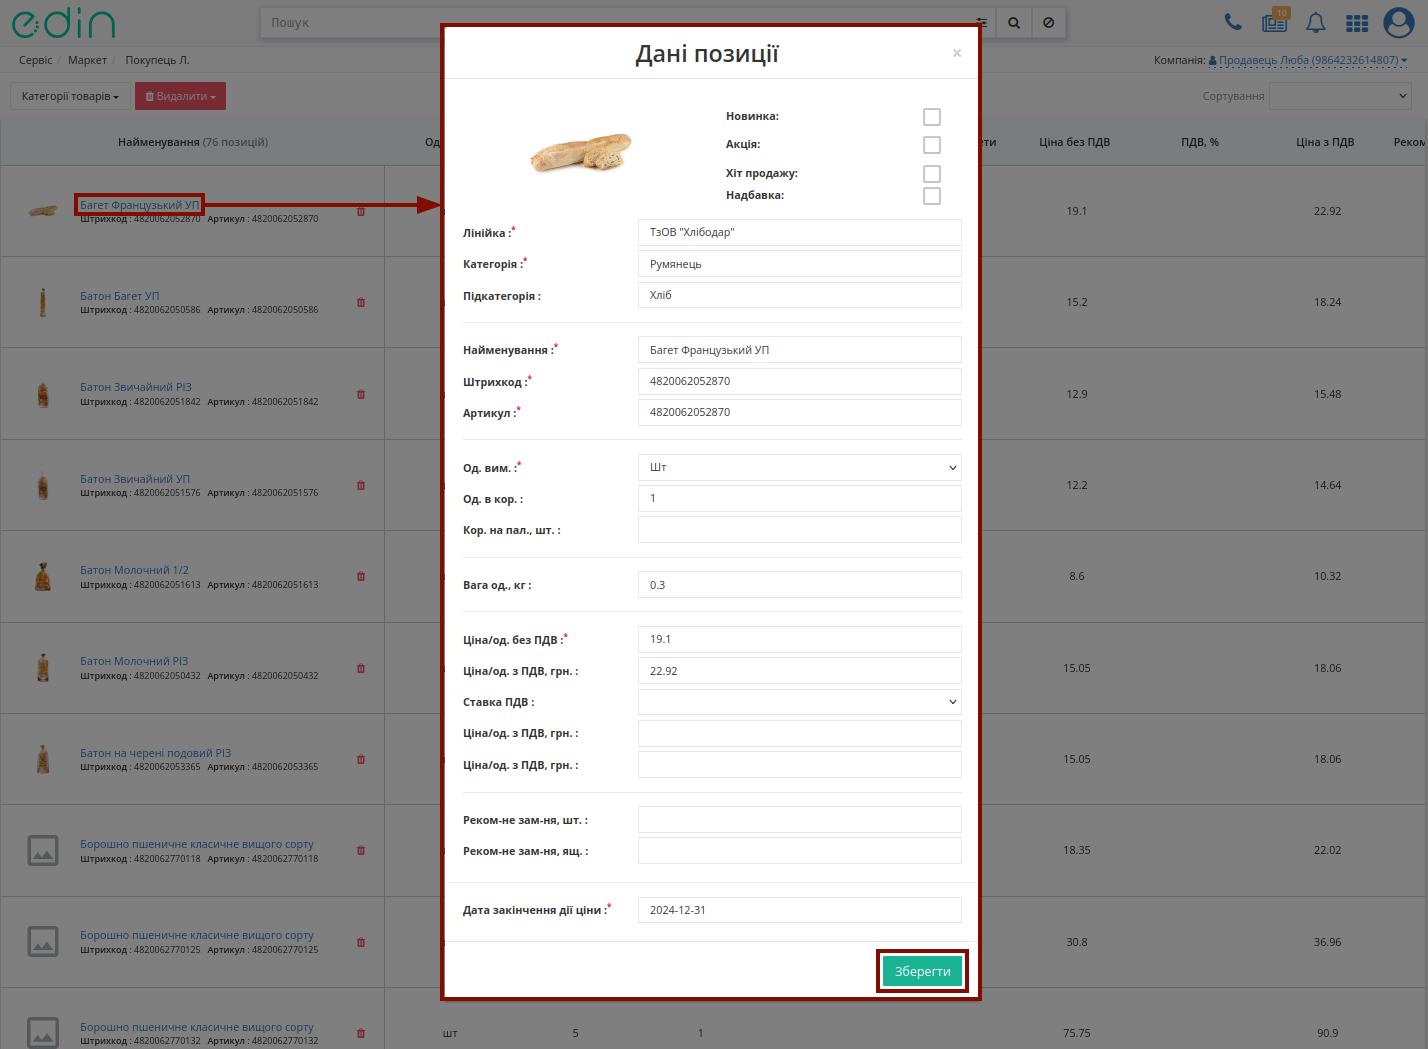 edin
Пошук
10
Сервіс / Маркет / Покупець Л.
Компанія: Продавець Люба (9864232614807)
Категорії товарів
Видалити
Сортування
Найменування (76 позицій)
Ціна без ПДВ
ПДВ, %
Ціна з ПДВ
Багет Французький УП
Штрихкод : 4820062052870 Артикул : 4820062052870
19.1
22.92
Батон Багет УП
Штрихкод : 4820062050586 Артикул : 4820062050586
15.2
18.24
Батон Звичайний РІЗ
Штрихкод : 4820062051842 Артикул : 4820062051842
12.9
15.48
Батон Звичайний УП
Штрихкод : 4820062051576 Артикул : 4820062051576
12.2
14.64
Батон Молочний 1/2
Штрихкод : 4820062051613 Артикул : 4820062051613
8.6
10.32
Батон Молочний РІЗ
Штрихкод : 4820062050432 Артикул : 4820062050432
15.05
18.06
Батон на черені подовий РІЗ
Штрихкод : 4820062053365 Артикул : 4820062053365
15.05
18.06
Борошно пшеничне класичне вищого сорту
Штрихкод : 4820062770118 Артикул : 4820062770118
18.35
22.02
Борошно пшеничне класичне вищого сорту
Штрихкод : 4820062770125 Артикул : 4820062770125
30.8
36.96
Борошно пшеничне класичне вищого сорту
Штрихкод : 4820062770132 Артикул : 4820062770132
шт
5
1
75.75
90.9
Дані позиції
×
Новинка:
Акція:
Хіт продажу:
Надбавка:
Лінійка :* ТзОВ "Хлібодар"
Категорія :* Румянець
Підкатегорія : Хліб
Найменування :* Багет Французький УП
Штрихкод :* 4820062052870
Артикул :* 4820062052870
Од. вим. :* Шт
Од. в кор. : 1
Кор. на пал., шт. :
Вага од., кг : 0.3
Ціна/од. без ПДВ :* 19.1
Ціна/од. з ПДВ, грн. : 22.92
Ставка ПДВ :
Ціна/од. з ПДВ, грн. :
Ціна/од. з ПДВ, грн. :
Реком-не зам-ня, шт. :
Реком-не зам-ня, ящ. :
Дата закінчення дії ціни :* 2024-12-31
Зберегти